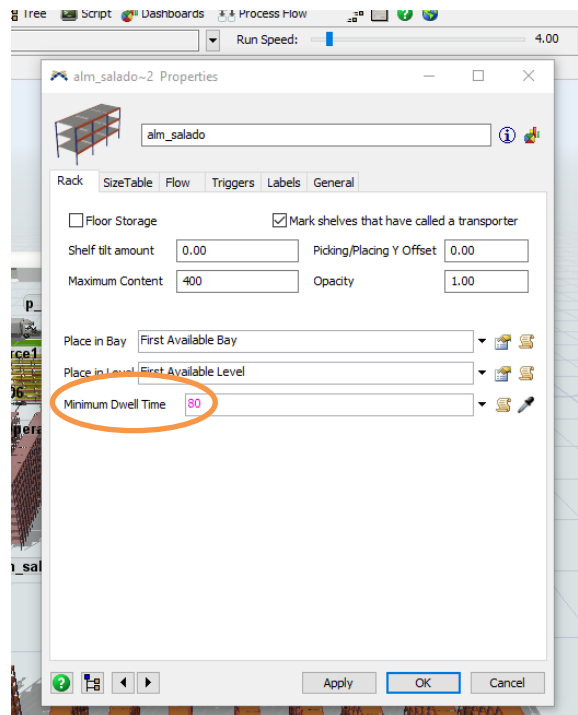 Tree Script Dashboards Process Flow
Run Speed: 4.00
alm_salado~2 Properties
alm_salado
Rack SizeTable Flow Triggers Labels General
Floor Storage Mark shelves that have called a transporter
Shelf tilt amount 0.00 Picking/Placing Y Offset 0.00
Maximum Content 400 Opacity 1.00
Place in Bay First Available Bay
Place in Level First Available Level
Minimum Dwell Time 80
Apply OK Cancel